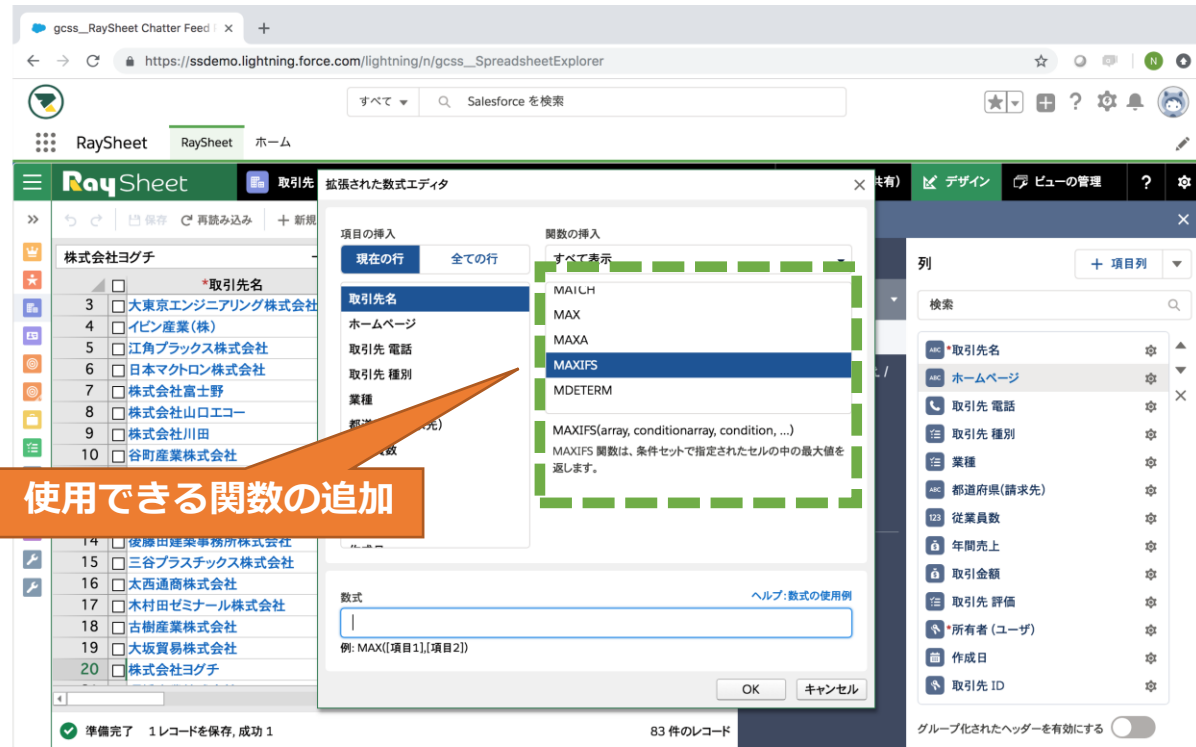 gcss__RaySheet Chatter Feed
https://ssdemo.lightning.force.com/lightning/n/gcss__SpreadsheetExplorer
N
すべて
Salesforce を検索
RaySheet
RaySheet
ホーム
RaySheet
取引先
共有)
デザイン
ビューの管理
?
保存
再読み込み
新規
株式会社ヨグチ
*取引先名
3 大東京エンジニアリング株式会社
4 イビン産業(株)
5 江角プラックス株式会社
6 日本マクトロン株式会社
7 株式会社富士野
8 株式会社山口エコー
9 株式会社川田
10 谷町産業株式会社
14 後藤田建築事務所株式会社
15 三谷プラスチックス株式会社
16 太西通商株式会社
17 木村田ゼミナール株式会社
18 古樹産業株式会社
19 大坂貿易株式会社
20 株式会社ヨグチ
準備完了 1レコードを保存, 成功 1
83 件のレコード
拡張された数式エディタ
項目の挿入
現在の行
全ての行
取引先名
ホームページ
取引先 電話
取引先 種別
業種
関数の挿入
すべて表示
MATCH
MAX
MAXA
MAXIFS
MDETERM
MAXIFS(array, conditionarray, condition, ...)
MAXIFS 関数は、条件セットで指定されたセルの中の最大値を
返します。
使用できる関数の追加
数式
ヘルプ:数式の使用例
例: MAX([項目1],[項目2])
OK
キャンセル
列
+ 項目列
検索
ABC *取引先名
ABC ホームページ
取引先 電話
取引先 種別
業種
ABC 都道府県(請求先)
123 従業員数
年間売上
取引金額
取引先 評価
*所有者 (ユーザ)
作成日
取引先 ID
グループ化されたヘッダーを有効にする